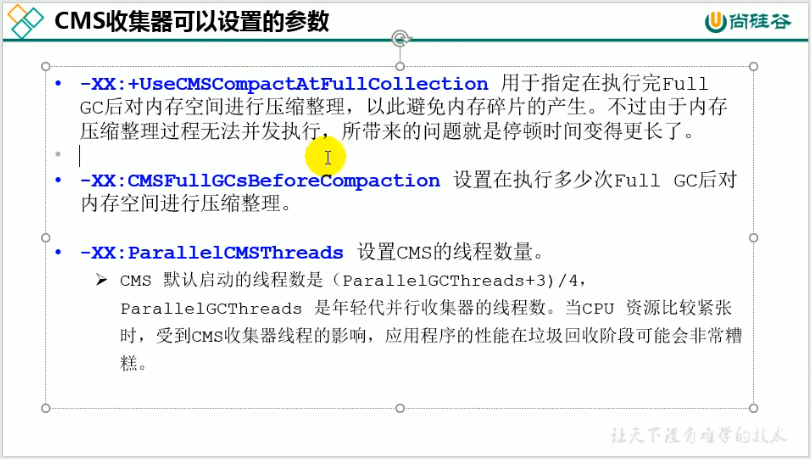 CMS收集器可以设置的参数
尚硅谷
-XX:+UseCMSCompactAtFullCollection 用于指定在执行完Full
GC后对内存空间进行压缩整理，以此避免内存碎片的产生。不过由于内存
压缩整理过程无法并发执行，所带来的问题就是停顿时间变得更长了。
-XX:CMSFullGCsBeforeCompaction 设置在执行多少次Full GC后对
内存空间进行压缩整理。
-XX:ParallelCMSThreads 设置CMS的线程数量。
CMS 默认启动的线程数是（ParallelGCThreads+3)/4，
ParallelGCThreads 是年轻代并行收集器的线程数。当CPU 资源比较紧张
时，受到CMS收集器线程的影响，应用程序的性能在垃圾回收阶段可能会非常糟
糕。
让天下没有难学的技术